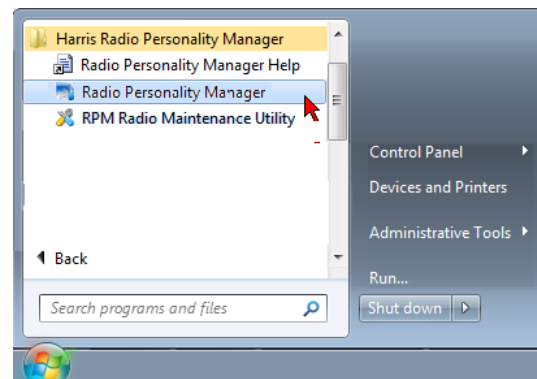 Harris Radio Personality Manager
Radio Personality Manager Help
Radio Personality Manager
RPM Radio Maintenance Utility
Back
Search programs and files
Control Panel
Devices and Printers
Administrative Tools
Run...
Shut down